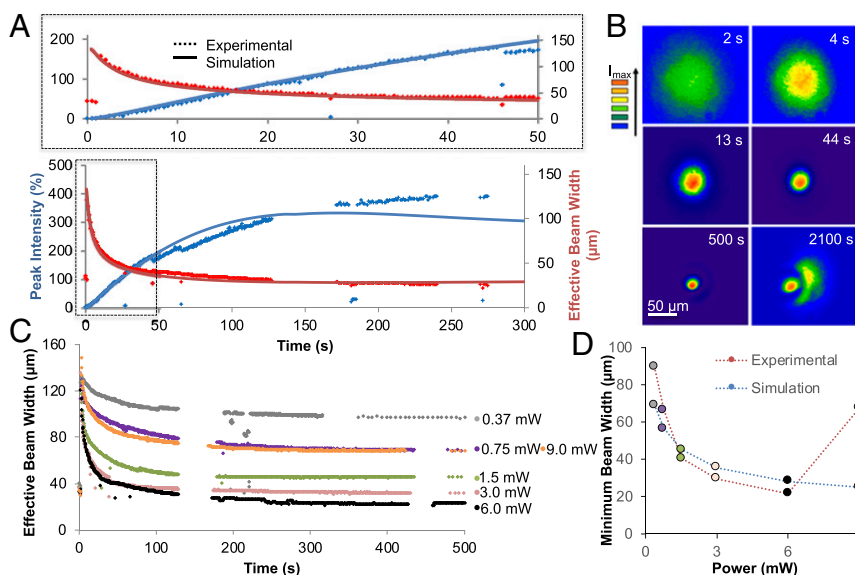 A
200
150
100
50
0
Experimental
Simulation
150
100
50
0
0
10
20
30
40
50
500
400
300
200
100
0
Peak Intensity (%)
150
100
50
0
Effective Beam Width
(µm)
0
50
100
150
200
250
300
Time (s)
B
Imax
2 s
4 s
13 s
44 s
500 s
2100 s
50 µm
C
160
120
80
40
0
Effective Beam Width (µm)
0.37 mW
0.75 mW
9.0 mW
1.5 mW
3.0 mW
6.0 mW
0
100
200
300
400
500
Time (s)
D
100
80
60
40
20
0
Minimum Beam Width (µm)
Experimental
Simulation
0
3
6
Power (mW)